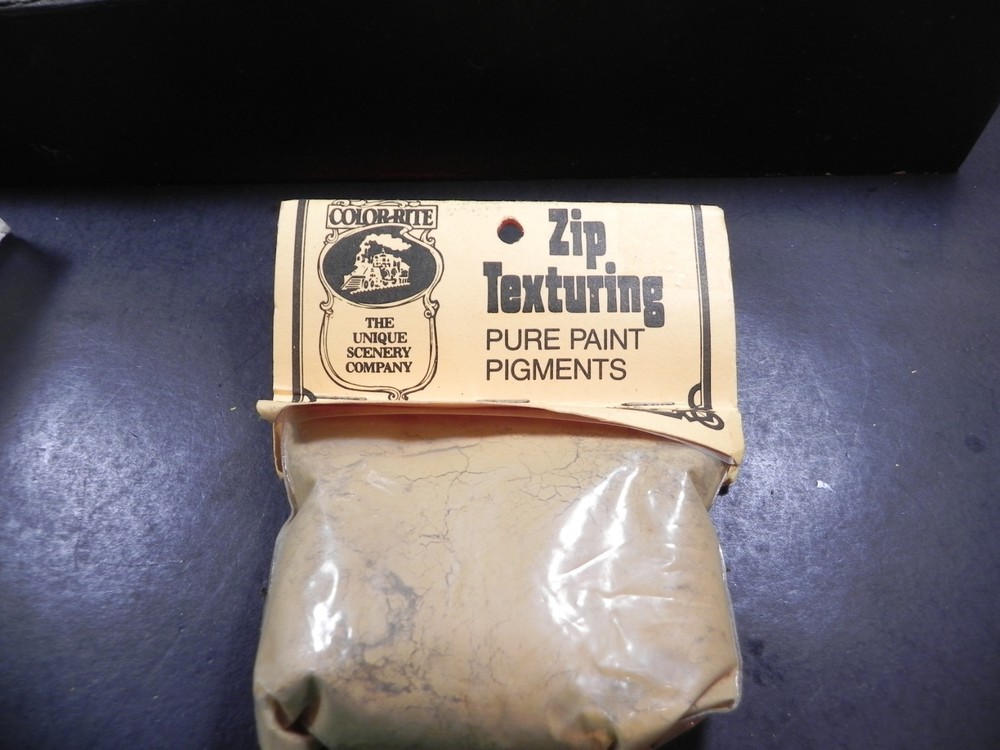 COLOR-RITE
THE
UNIQUE
SCENERY
COMPANY
Zip
Texturing
PURE PAINT
PIGMENTS